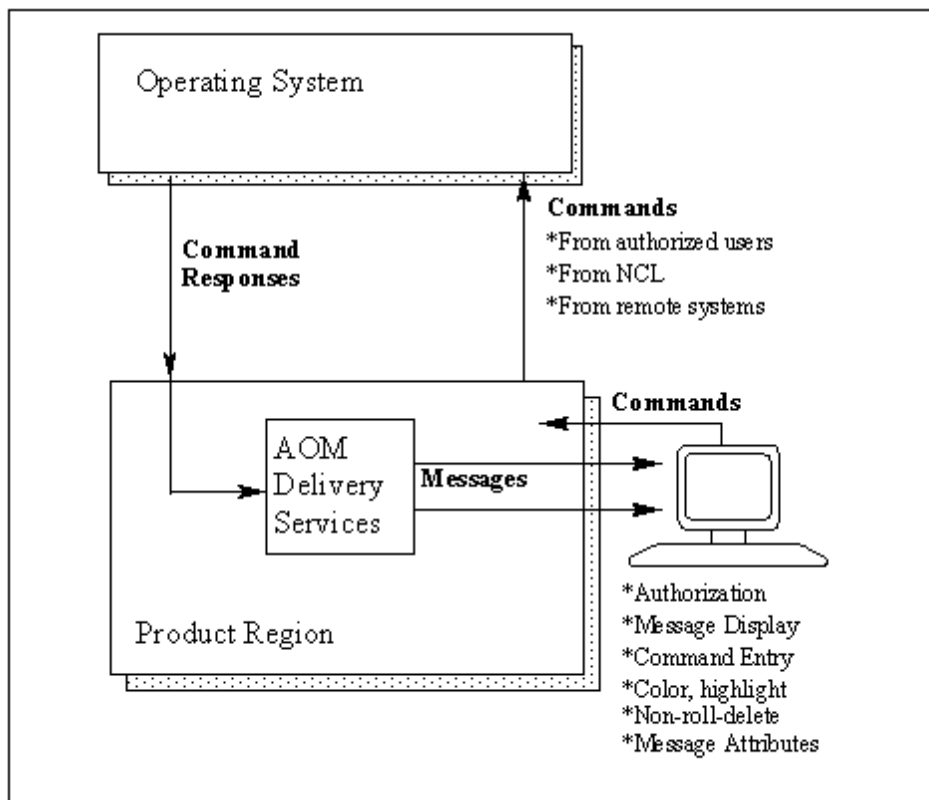 Operating System
Command
Responses
Commands
*From authorized users
*From NCL
*From remote systems
Commands
AOM
Delivery
Services
Messages
Product Region
*Authorization
*Message Display
*Command Entry
*Color, highlight
*Non-roll-delete
*Message Attributes